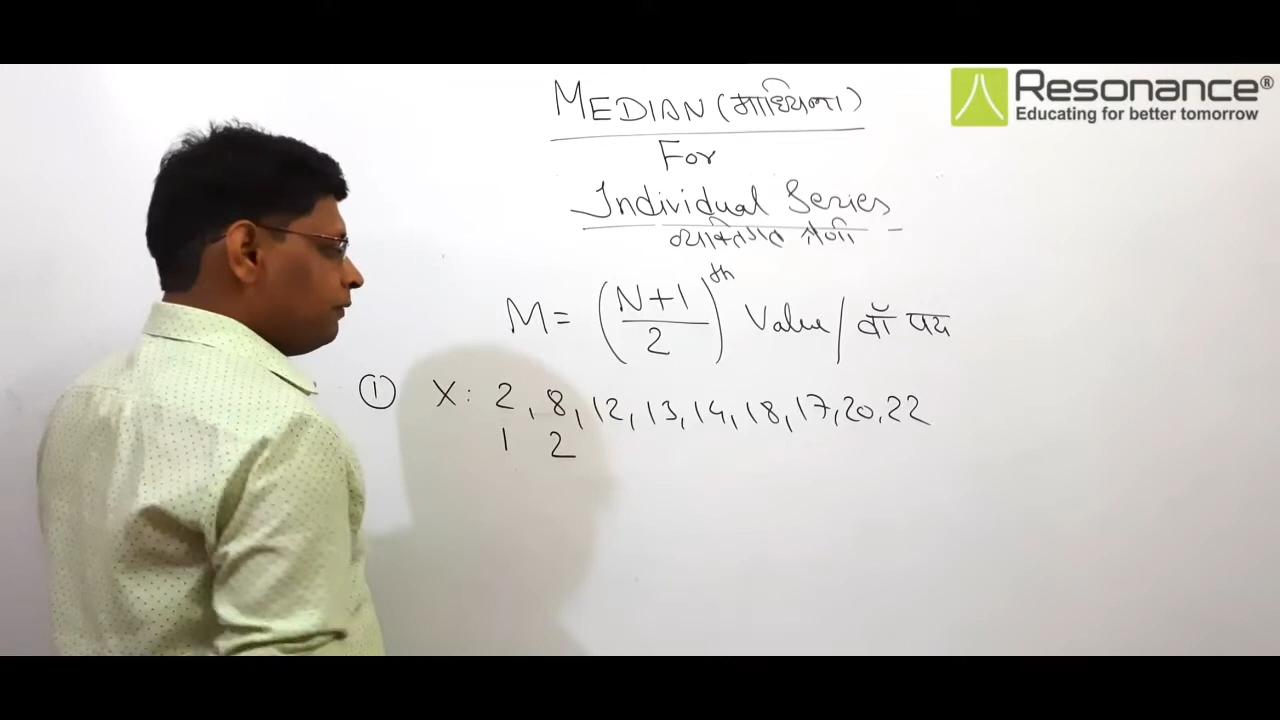 Resonance®
Educating for better tomorrow
MEDIAN (माध्यिका)
For
Individual Series
व्यक्तिगत श्रेणी
M = (N+1/2)th Value / वाँ पद
① X: 2, 8, 12, 13, 14, 18, 17, 20, 22
1 2